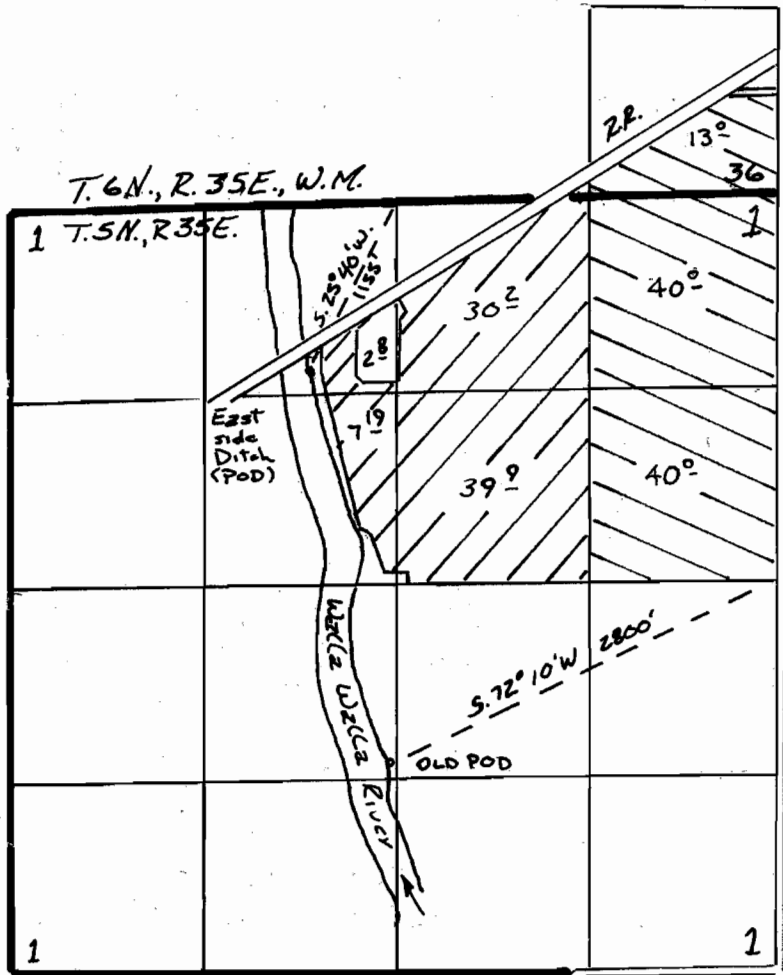 R.R.
13 0
36
T. 6N., R. 35E., W.M.
1
T. 5N., R 35E.
1
S. 25° 40' W.
1155'
30 2
40 0
2 8
East
side
Ditch
(POD)
7 19
39 9
40 0
Walla Walla River
S. 72° 10' W 2800'
OLD POD
1
1